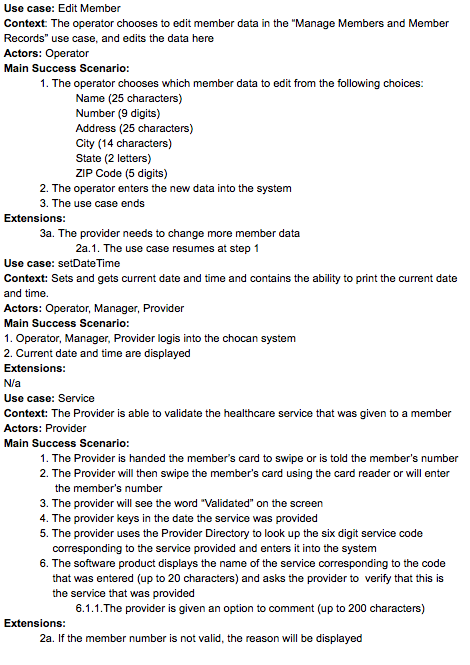 Use case: Edit Member
Context: The operator chooses to edit member data in the “Manage Members and Member
Records” use case, and edits the data here
Actors: Operator
Main Success Scenario:
1. The operator chooses which member data to edit from the following choices:
Name (25 characters)
Number (9 digits)
Address (25 characters)
City (14 characters)
State (2 letters)
ZIP Code (5 digits)
2. The operator enters the new data into the system
3. The use case ends
Extensions:
3a. The provider needs to change more member data
2a.1. The use case resumes at step 1
Use case: setDateTime
Context: Sets and gets current date and time and contains the ability to print the current date
and time.
Actors: Operator, Manager, Provider
Main Success Scenario:
1. Operator, Manager, Provider logis into the chocan system
2. Current date and time are displayed
Extensions:
N/a
Use case: Service
Context: The Provider is able to validate the healthcare service that was given to a member
Actors: Provider
Main Success Scenario:
1. The Provider is handed the member’s card to swipe or is told the member’s number
2. The Provider will then swipe the member’s card using the card reader or will enter
the member’s number
3. The provider will see the word “Validated” on the screen
4. The provider keys in the date the service was provided
5. The provider uses the Provider Directory to look up the six digit service code
corresponding to the service provided and enters it into the system
6. The software product displays the name of the service corresponding to the code
that was entered (up to 20 characters) and asks the provider to verify that this is
the service that was provided
6.1.1.The provider is given an option to comment (up to 200 characters)
Extensions:
2a. If the member number is not valid, the reason will be displayed